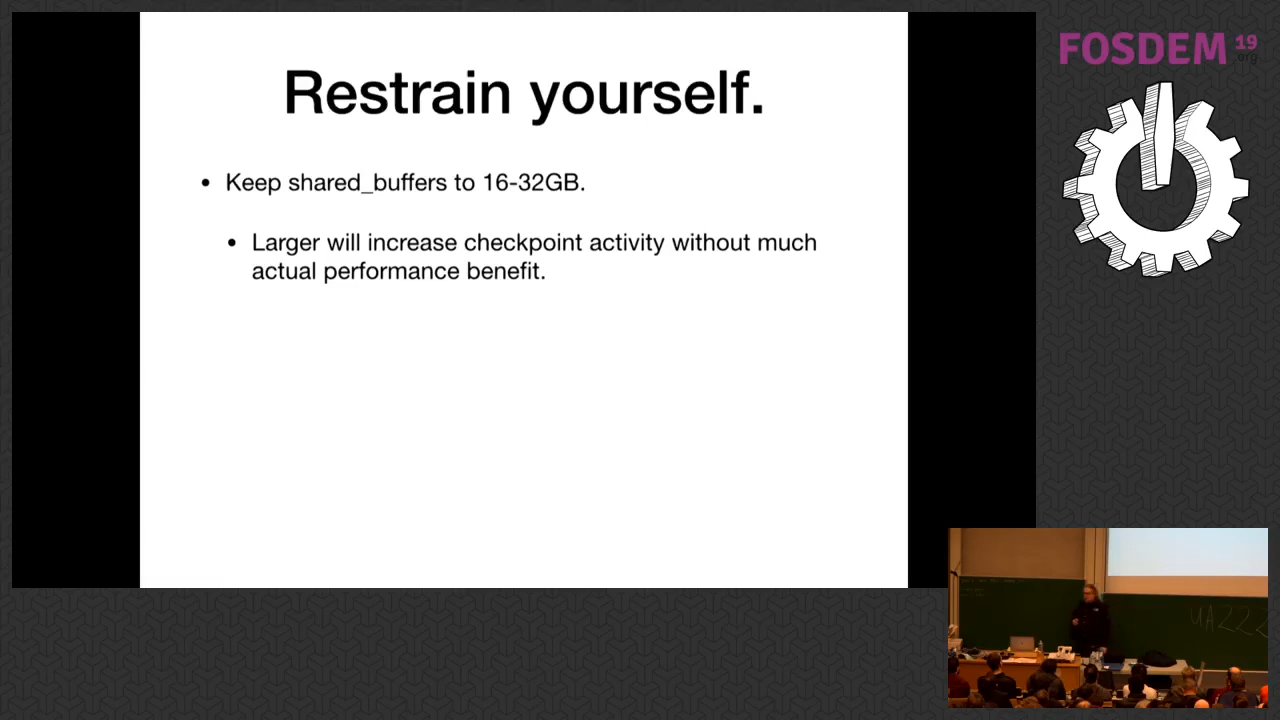 Restrain yourself.
• Keep shared_buffers to 16-32GB.
• Larger will increase checkpoint activity without much
actual performance benefit.
FOSDEM 19
.org
UAZZZ